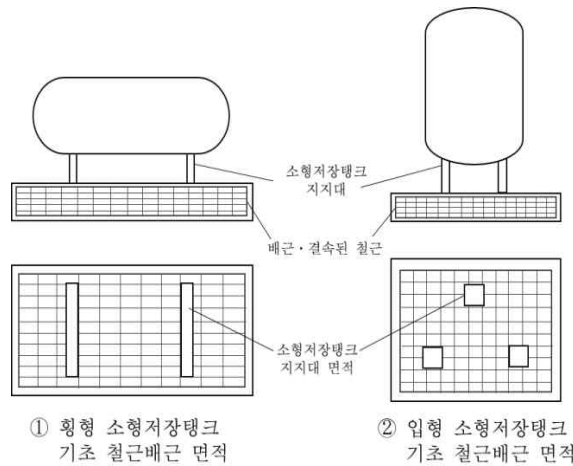 소형저장탱크
지지대
배근·결속된 철근
소형저장탱크
지지대 면적
① 횡형 소형저장탱크
기초 철근배근 면적
② 입형 소형저장탱크
기초 철근배근 면적